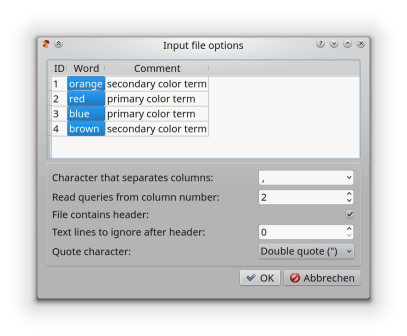 Input file options
ID Word Comment
1 orange secondary color term
2 red primary color term
3 blue primary color term
4 brown secondary color term
Character that separates columns: ,
Read queries from column number: 2
File contains header:
Text lines to ignore after header: 0
Quote character: Double quote (")
OK Abbrechen